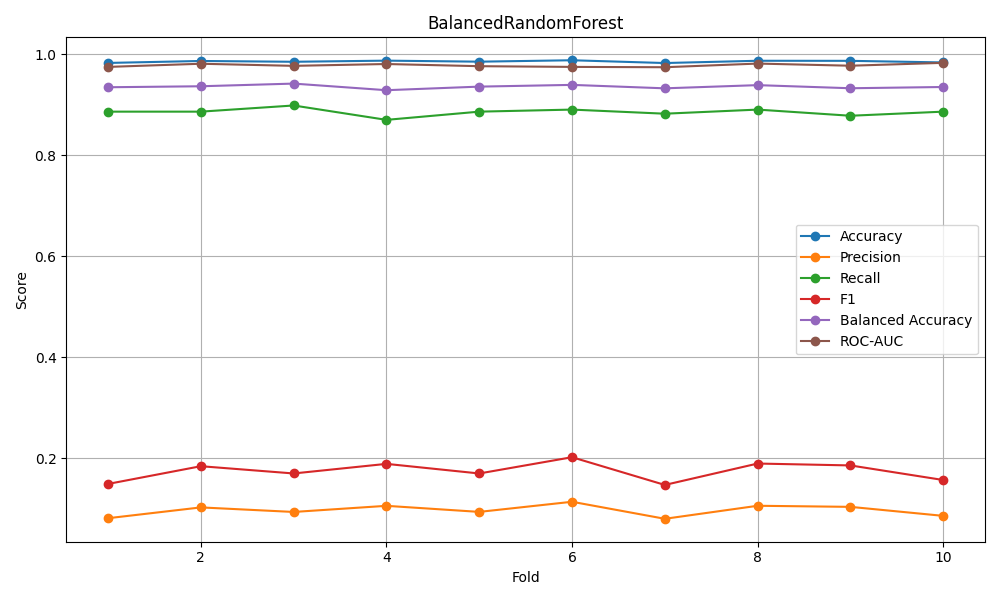 BalancedRandomForest
Score
1.0
0.8
0.6
0.4
0.2
Accuracy
Precision
Recall
F1
Balanced Accuracy
ROC-AUC
2
4
6
8
10
Fold